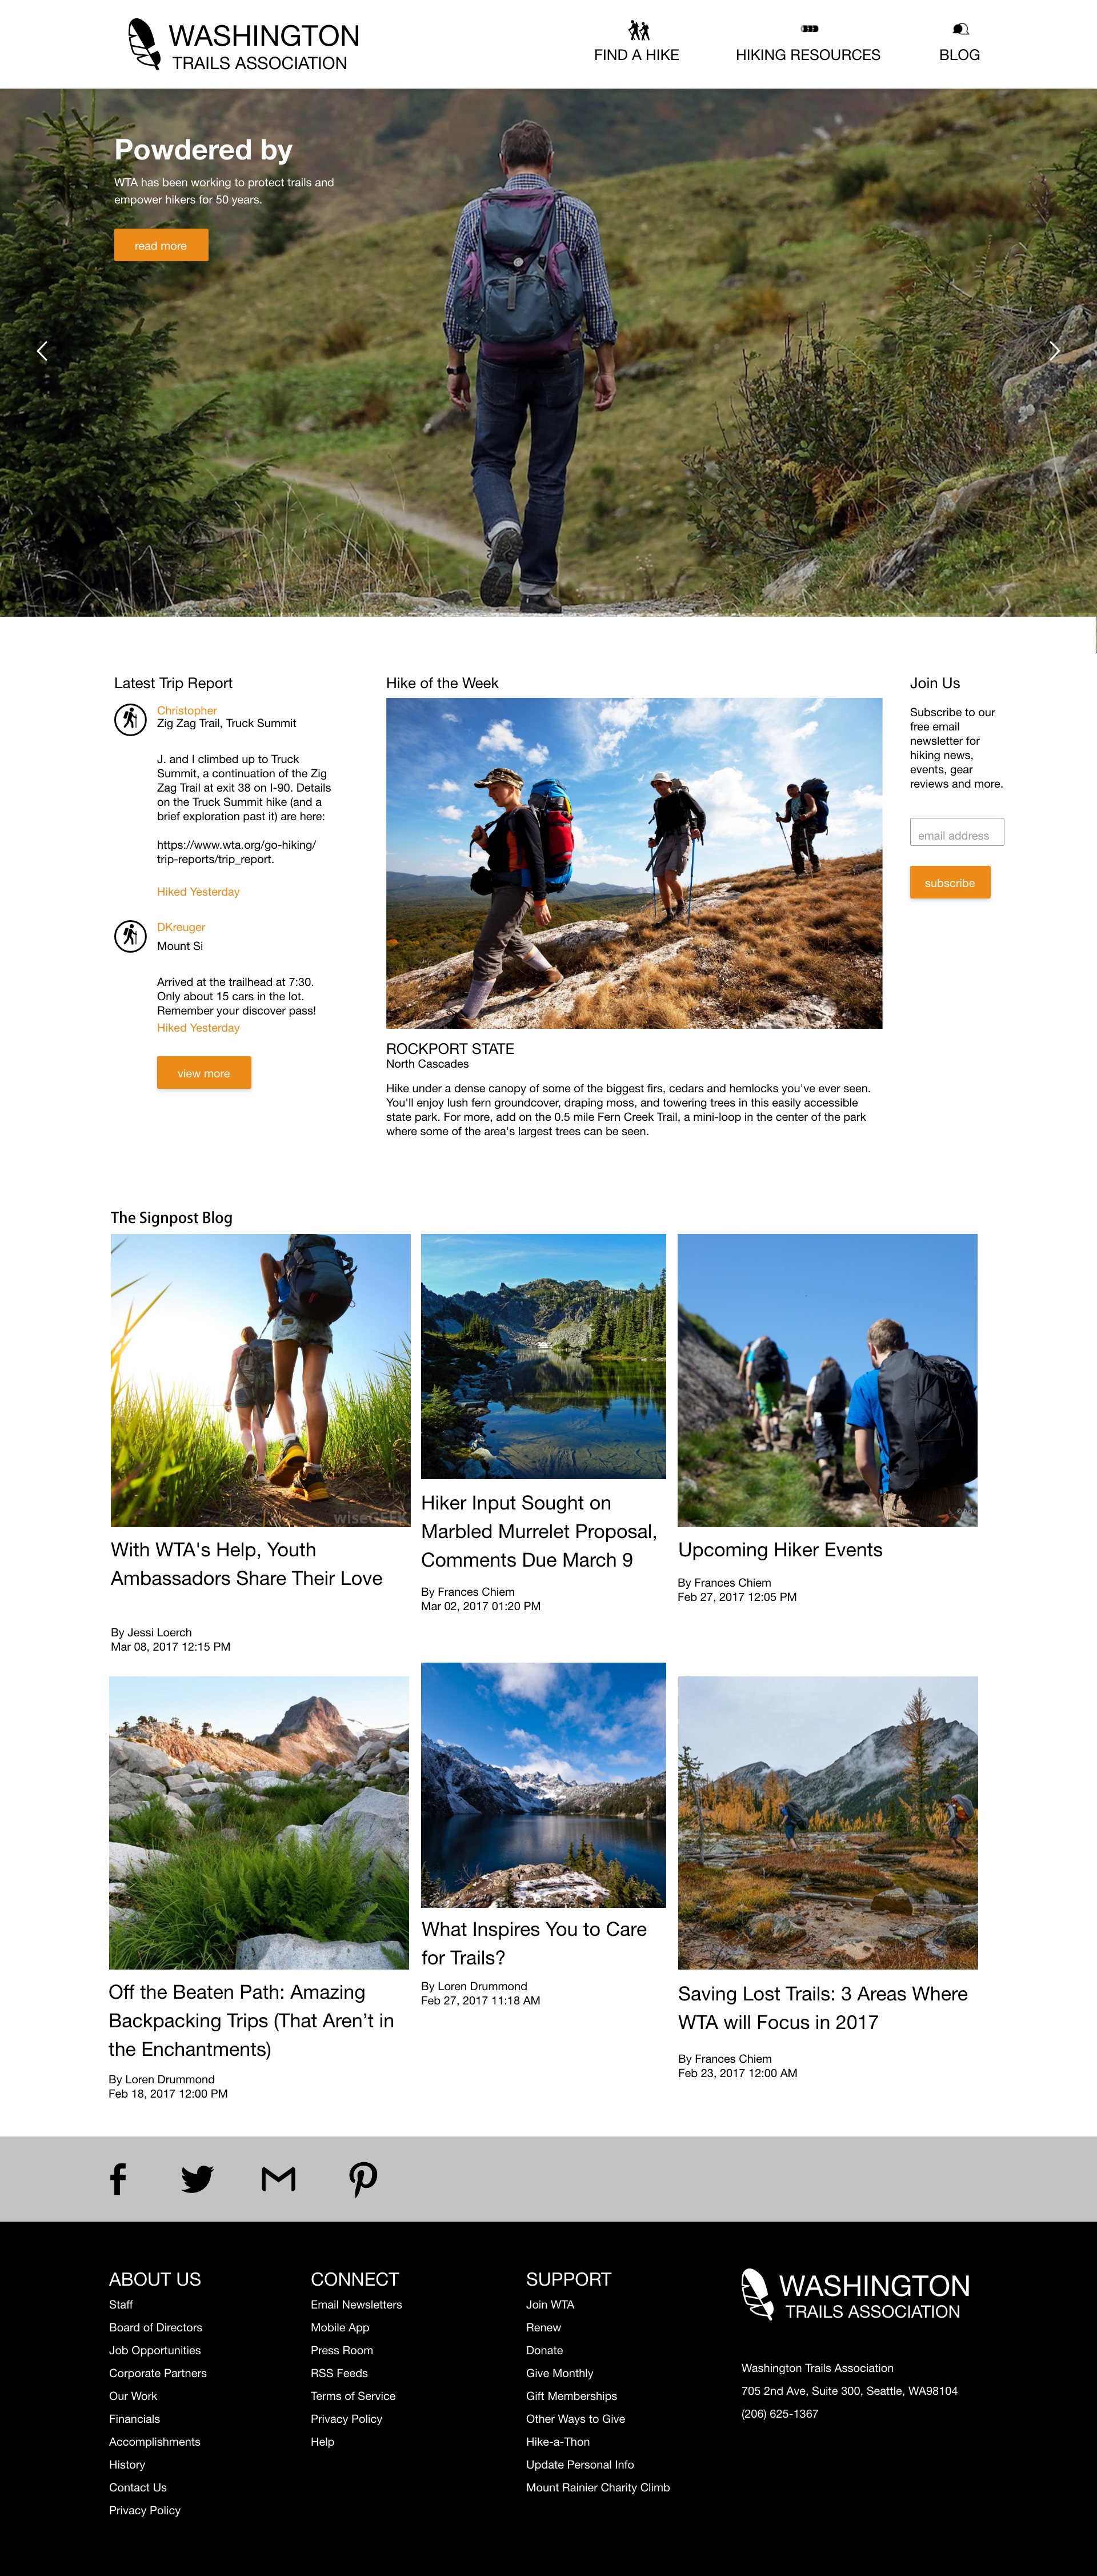 WASHINGTON
TRAILS ASSOCIATION
FIND A HIKE
HIKING RESOURCES
BLOG
Powdered by
WTA has been working to protect trails and
empower hikers for 50 years.
read more
Latest Trip Report
Christopher
Zig Zag Trail, Truck Summit
J. and I climbed up to Truck
Summit, a continuation of the Zig
Zag Trail at exit 38 on I-90. Details
on the Truck Summit hike (and a
brief exploration past it) are here:
https://www.wta.org/go-hiking/
trip-reports/trip_report.
Hiked Yesterday
DKreuger
Mount Si
Arrived at the trailhead at 7:30.
Only about 15 cars in the lot.
Remember your discover pass!
Hiked Yesterday
view more
Hike of the Week
ROCKPORT STATE
North Cascades
Hike under a dense canopy of some of the biggest firs, cedars and hemlocks you've ever seen.
You'll enjoy lush fern groundcover, draping moss, and towering trees in this easily accessible
state park. For more, add on the 0.5 mile Fern Creek Trail, a mini-loop in the center of the park
where some of the area's largest trees can be seen.
Join Us
Subscribe to our
free email
newsletter for
hiking news,
events, gear
reviews and more.
email address
subscribe
The Signpost Blog
wiseGEEK
With WTA's Help, Youth
Ambassadors Share Their Love
By Jessi Loerch
Mar 08, 2017 12:15 PM
Hiker Input Sought on
Marbled Murrelet Proposal,
Comments Due March 9
By Frances Chiem
Mar 02, 2017 01:20 PM
Upcoming Hiker Events
By Frances Chiem
Feb 27, 2017 12:05 PM
Off the Beaten Path: Amazing
Backpacking Trips (That Aren’t in
the Enchantments)
By Loren Drummond
Feb 18, 2017 12:00 PM
What Inspires You to Care
for Trails?
By Loren Drummond
Feb 27, 2017 11:18 AM
Saving Lost Trails: 3 Areas Where
WTA will Focus in 2017
By Frances Chiem
Feb 23, 2017 12:00 AM
ABOUT US
Staff
Board of Directors
Job Opportunities
Corporate Partners
Our Work
Financials
Accomplishments
History
Contact Us
Privacy Policy
CONNECT
Email Newsletters
Mobile App
Press Room
RSS Feeds
Terms of Service
Privacy Policy
Help
SUPPORT
Join WTA
Renew
Donate
Give Monthly
Gift Memberships
Other Ways to Give
Hike-a-Thon
Update Personal Info
Mount Rainier Charity Climb
WASHINGTON
TRAILS ASSOCIATION
Washington Trails Association
705 2nd Ave, Suite 300, Seattle, WA98104
(206) 625-1367